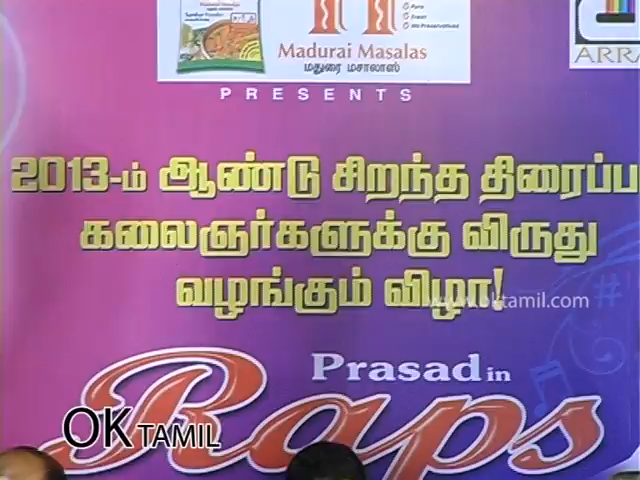 Madurai Masalas
மதுரை மசாலாஸ்
PRESENTS
2013-ம் ஆண்டு சிறந்த திரைப்ப
கலைஞர்களுக்கு விருது
வழங்கும் விழா!
www.oktamil.com
Prasad in
Raps
OK TAMIL
ARRA